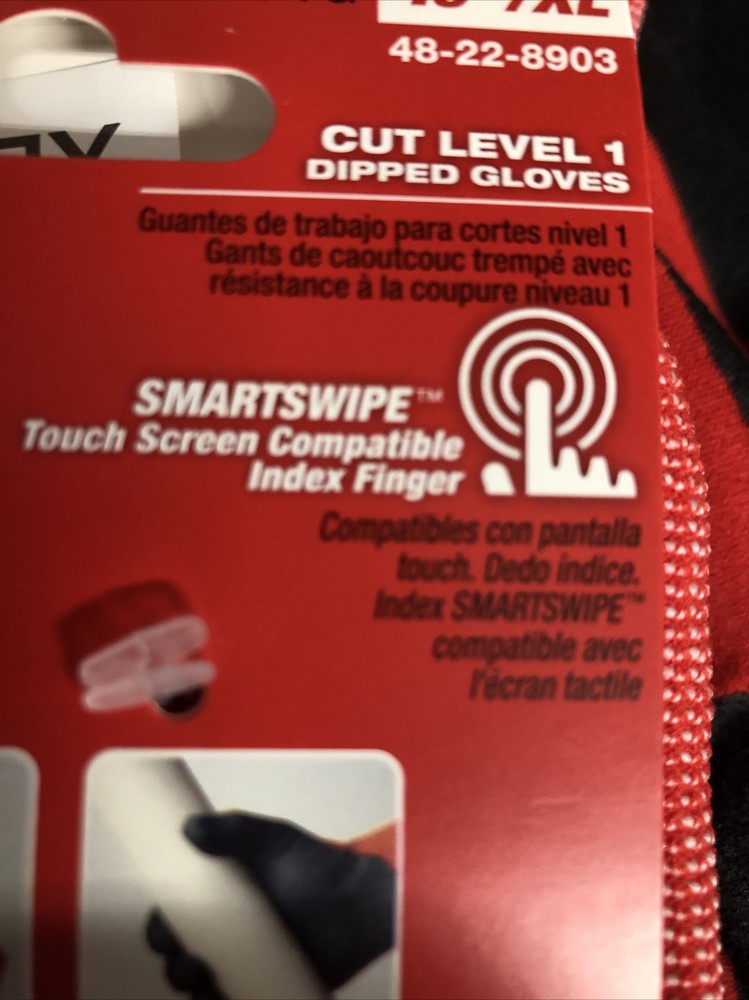 48-22-8903
CUT LEVEL 1
DIPPED GLOVES
Guantes de trabajo para cortes nivel 1
Gants de caoutcouc trempé avec
résistance à la coupure niveau 1
SMARTSWIPE™
Touch Screen Compatible
Index Finger
Compatibles con pantalla
touch. Dedo indice.
Index SMARTSWIPE™
compatible avec
l'écran tactile